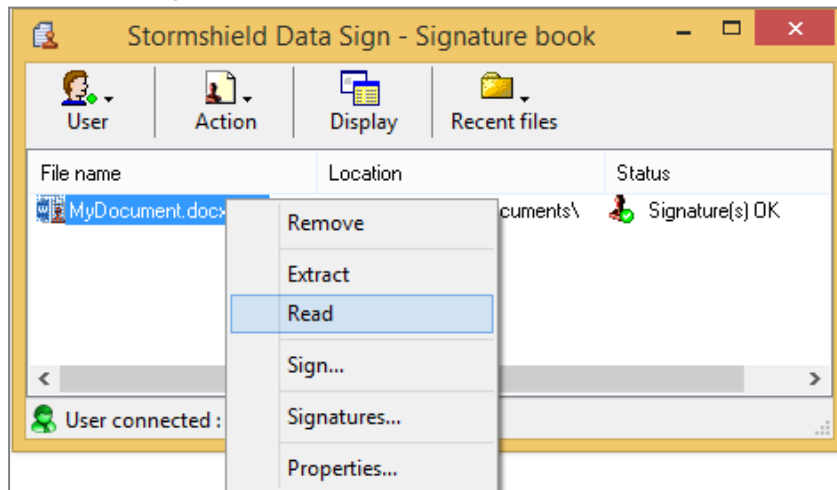 Stormshield Data Sign - Signature book
User Action Display Recent files
File name Location Status
MyDocument.docx cuments\ Signature(s) OK
Remove
Extract
Read
Sign...
User connected :
Signatures...
Properties...